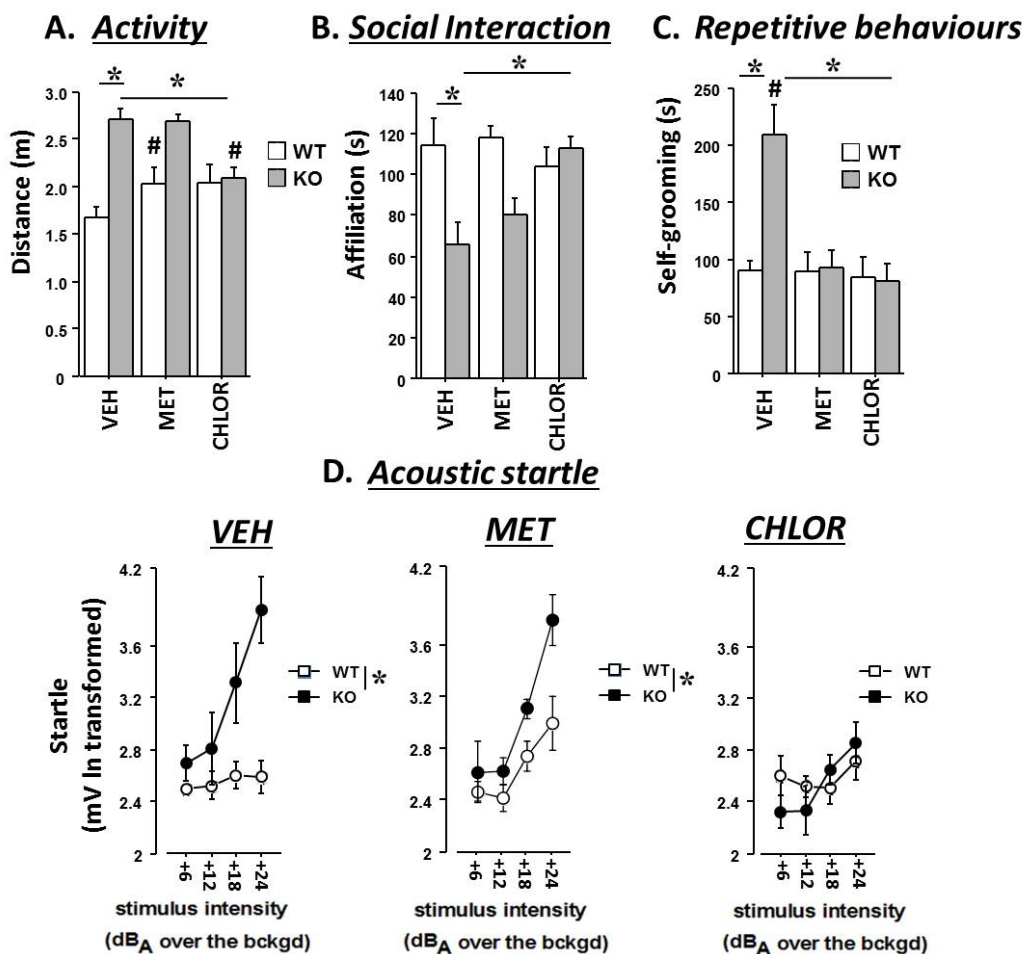 A. Activity
B. Social Interaction
C. Repetitive behaviours
*
*
3.0
2.5
2.0
1.5
1.0
0.5
0
Distance (m)
#
#
WT
KO
VEH
MET
CHLOR
*
*
140
120
100
80
60
40
20
0
Affiliation (s)
VEH
MET
CHLOR
*
*
250
200
150
100
50
0
Self-grooming (s)
#
WT
KO
VEH
MET
CHLOR
D. Acoustic startle
VEH
MET
CHLOR
Startle
(mV ln transformed)
4.2
3.6
3.2
2.8
2.4
2
WT
KO
*
+6
+12
+18
+24
stimulus intensity
(dBA over the bckgd)
4.2
3.6
3.2
2.8
2.4
2
WT
KO
*
+6
+12
+18
+24
stimulus intensity
(dBA over the bckgd)
4.2
3.6
3.2
2.8
2.4
2
WT
KO
+6
+12
+18
+24
stimulus intensity
(dBA over the bckgd)